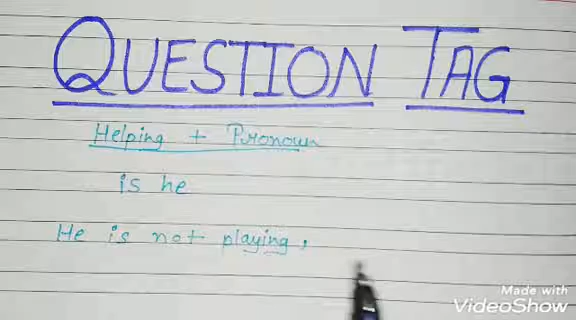 QUESTION TAG
Helping + Pronoun
is he
He is not playing,
Made with
VideoShow